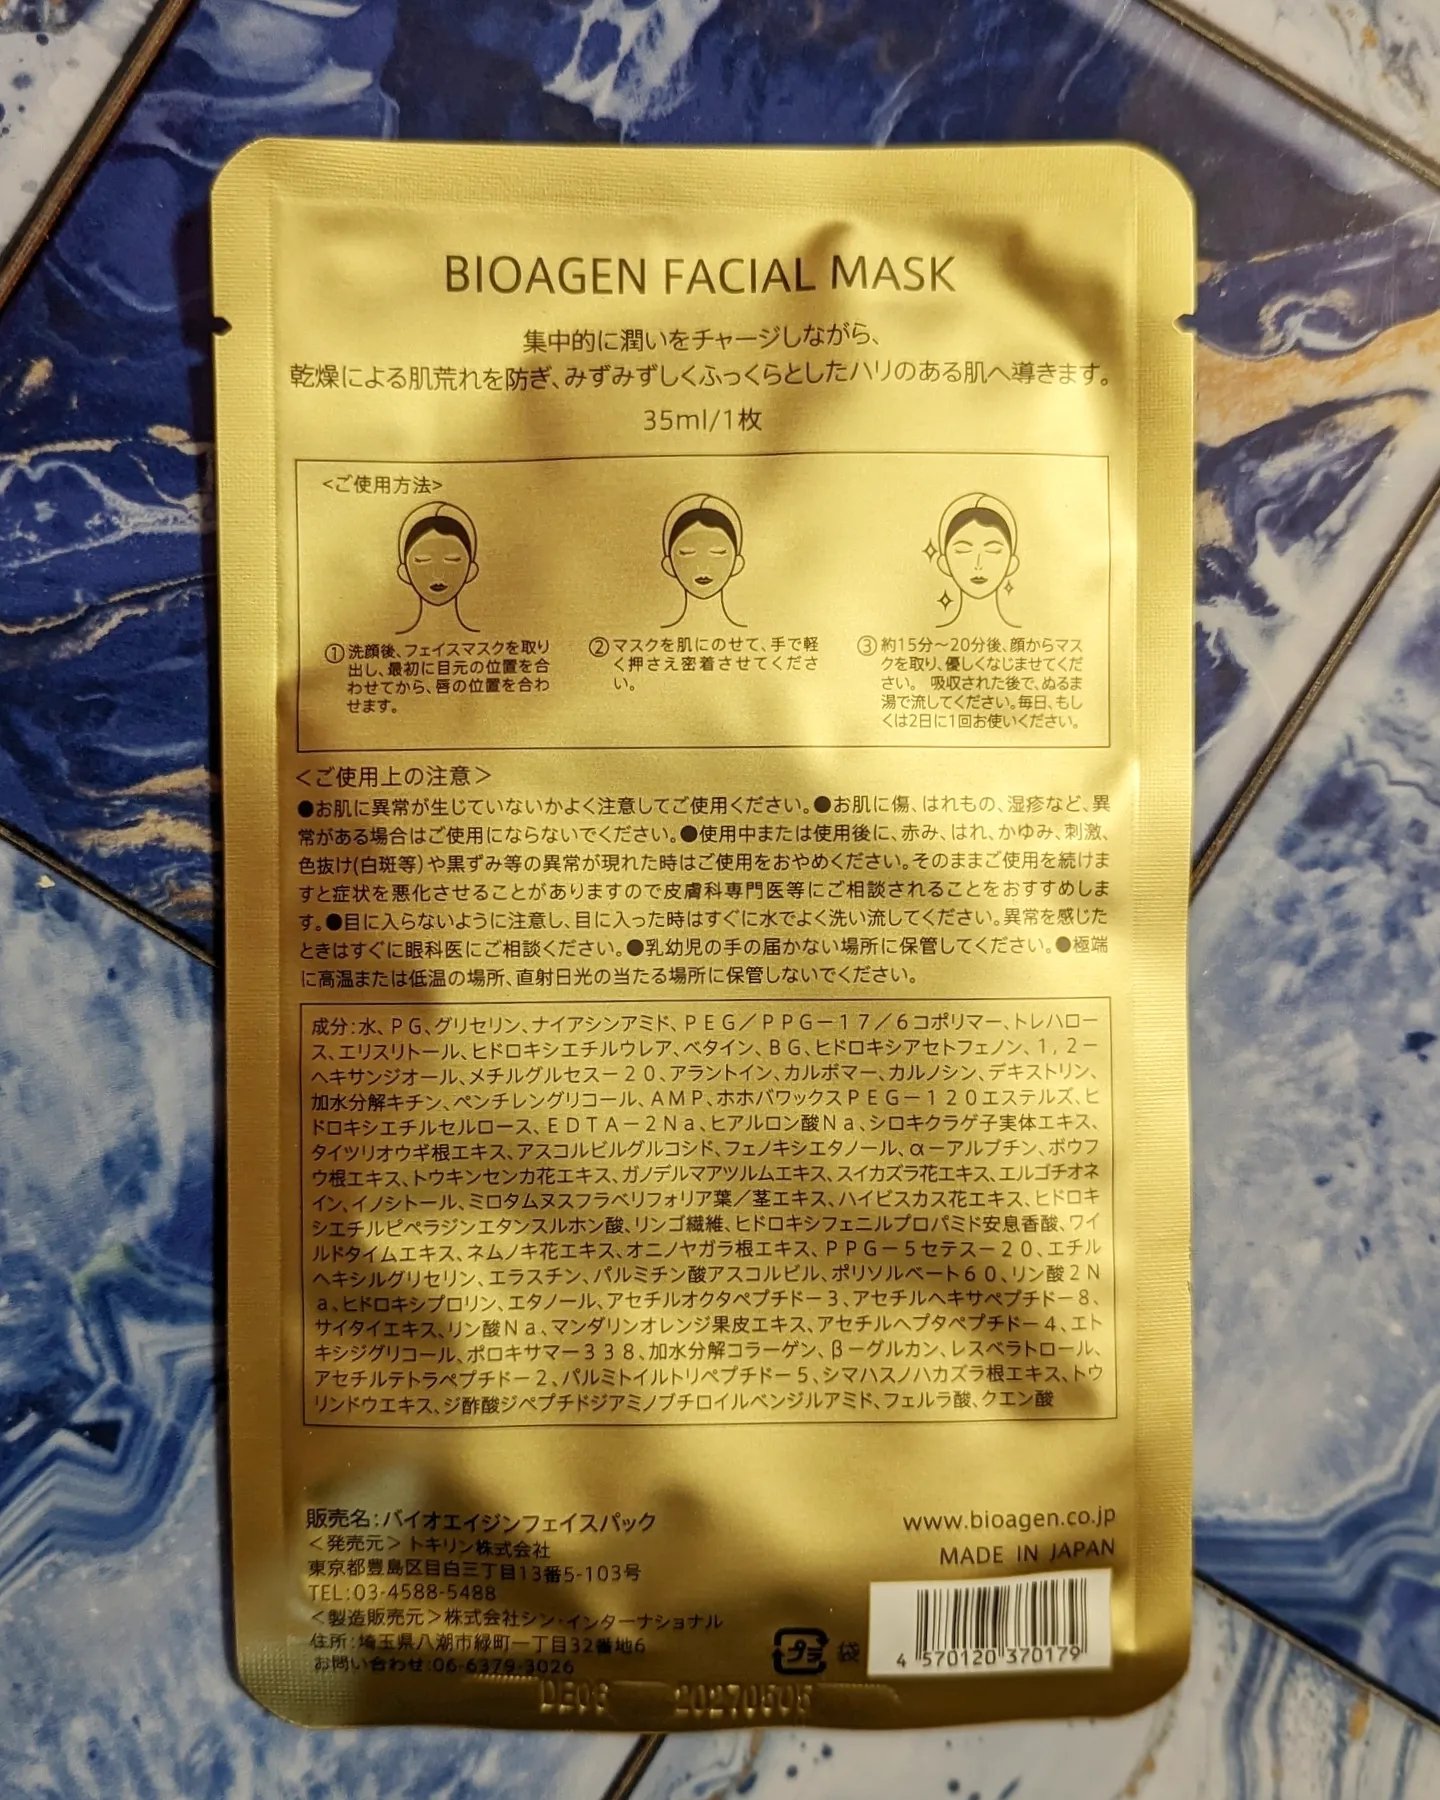 BIOAGEN FACIAL MASK
集中的に潤いをチャージしながら、
乾燥による肌荒れを防ぎ、みずみずしくふっくらとしたハリのある肌へ導きます。
35ml/1枚
<ご使用方法>
①洗顔後、フェイスマスクを取り
出し、最初に目元の位置を合
わせてから、唇の位置を合わ
せます。
②マスクを肌にのせて、手で軽
く押さえ密着させてくださ
い。
③約15分～20分後、顔からマス
クを取り、優しくなじませてくだ
さい。 吸収された後で、ぬるま
湯で流してください。毎日、もし
くは2日に1回お使いください。
＜ご使用上の注意＞
●お肌に異常が生じていないかよく注意してご使用ください。●お肌に傷、はれもの、湿疹など、異
常がある場合はご使用にならないでください。●使用中または使用後に、赤み、はれ、かゆみ、刺激、
色抜け(白斑等)や黒ずみ等の異常が現れた時はご使用をおやめください。そのままご使用を続けま
すと症状を悪化させることがありますので皮膚科専門医等にご相談されることをおすすめしま
す。●目に入らないように注意し、目に入った時はすぐに水でよく洗い流してください。異常を感じた
ときはすぐに眼科医にご相談ください。●乳幼児の手の届かない場所に保管してください。●極端
に高温または低温の場所、直射日光の当たる場所に保管しないでください。
成分：水、ＰＧ、グリセリン、ナイアシンアミド、ＰＥＧ／ＰＰＧ－１７／６コポリマー、トレハロー
ス、エリスリトール、ヒドロキシエチルウレア、ベタイン、ＢＧ、ヒドロキシアセトフェノン、１，２－
ヘキサンジオール、メチルグルセス－２０、アラントイン、カルボマー、カルノシン、デキストリン、
加水分解キチン、ペンチレングリコール、ＡＭＰ、ホホバワックスＰＥＧ－１２０エステルズ、ヒ
ドロキシエチルセルロース、ＥＤＴＡ－２Ｎａ、ヒアルロン酸Ｎａ、シロキクラゲ子実体エキス、
タイツリオウギ根エキス、アスコルビルグルコシド、フェノキシエタノール、α－アルブチン、ボウフ
ウ根エキス、トウキンセンカ花エキス、ガノデルマアツルムエキス、スイカズラ花エキス、エルゴチオネ
イン、イノシトール、ミロタムヌスフラベリフォリア葉／茎エキス、ハイビスカス花エキス、ヒドロキ
シエチルピペラジンエタンスルホン酸、リンゴ繊維、ヒドロキシフェニルプロパミド安息香酸、ワイ
ルドタイムエキス、ネムノキ花エキス、オニノヤガラ根エキス、ＰＰＧ－５セテス－２０、エチル
ヘキシルグリセリン、エラスチン、パルミチン酸アスコルビル、ポリソルベート６０、リン酸２Ｎ
ａ、ヒドロキシプロリン、エタノール、アセチルオクタペプチド－３、アセチルヘキサペプチド－８、
サイタイエキス、リン酸Ｎａ、マンダリンオレンジ果皮エキス、アセチルヘプタペプチド－４、エト
キシジグリコール、ポロキサマー３３８、加水分解コラーゲン、β－グルカン、レスベラトロール、
アセチルテトラペプチド－２、パルミトイルトリペプチド－５、シマハスノハカズラ根エキス、トウ
リンドウエキス、ジ酢酸ジペプチドジアミノブチロイルベンジルアミド、フェルラ酸、クエン酸
販売名：バイオエイジンフェイスパック
＜発売元＞トキリン株式会社
東京都豊島区目白三丁目13番5-103号
TEL:03-4588-5488
＜製造販売元＞株式会社シン・インターナショナル
住所：埼玉県八潮市緑町一丁目32番地6
お問い合わせ:06-6379-3026
www.bioagen.co.jp
MADE IN JAPAN
プラ 袋
4 570120 370179
DE03 20270505